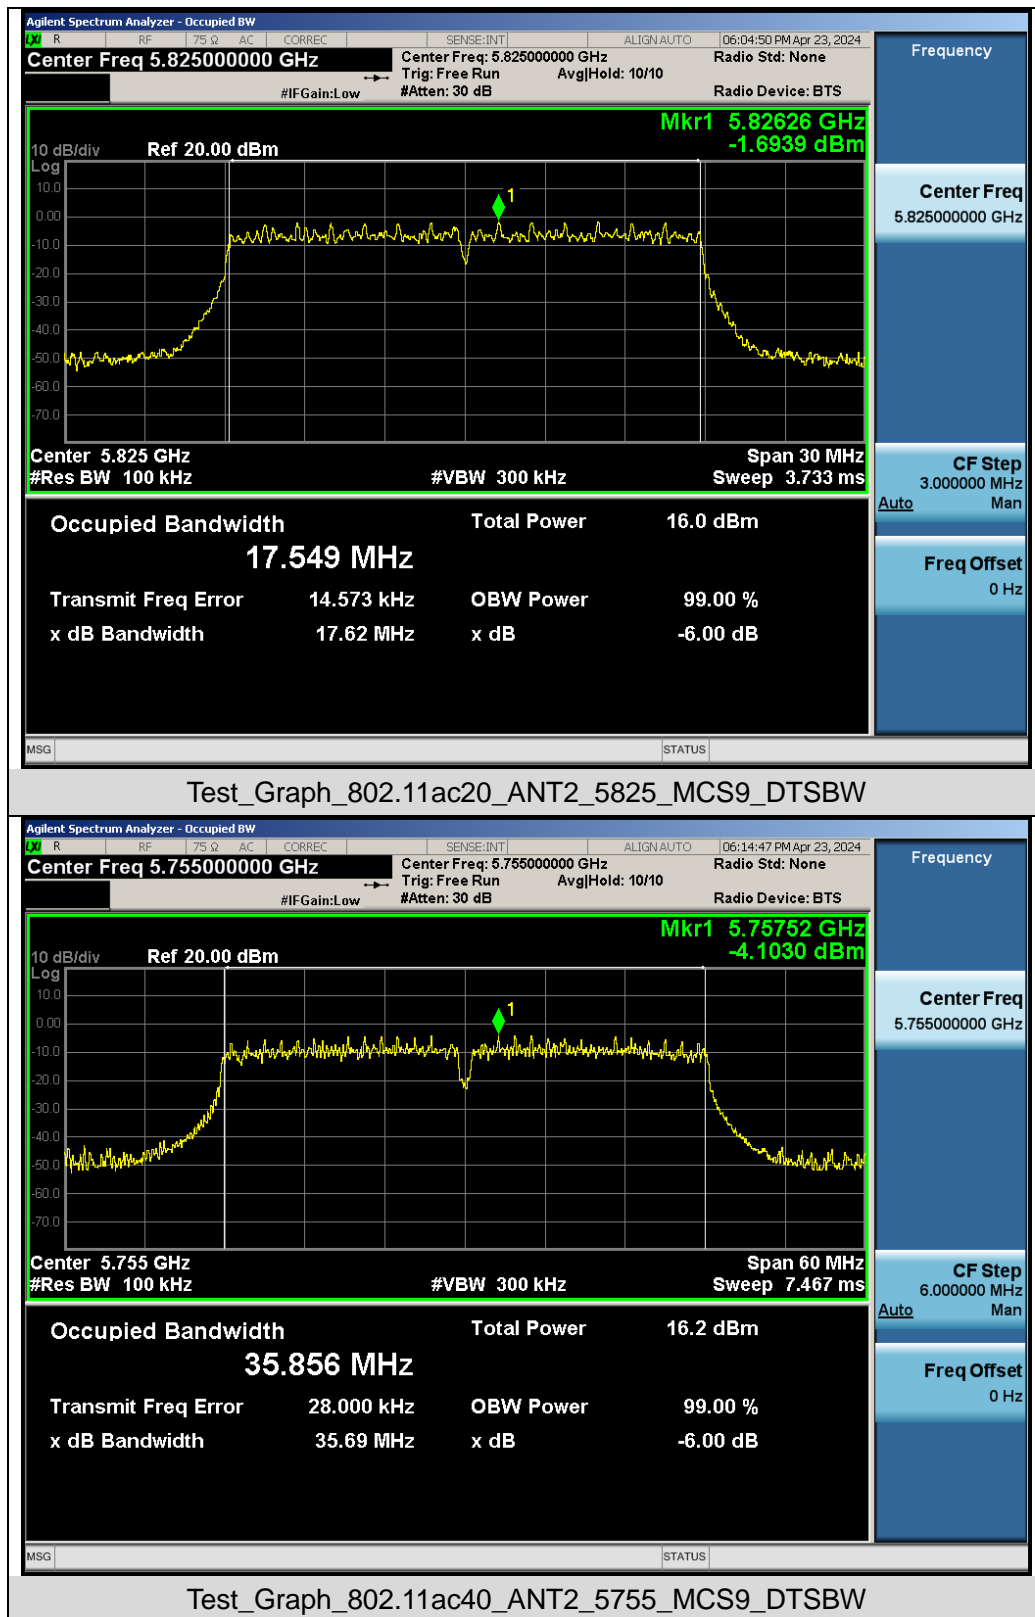 Agilent Spectrum Analyzer - Occupied BW
LXI R RF 75 Ω AC CORREC SENSE:INT ALIGN AUTO 06:04:50 PM Apr 23, 2024
Center Freq 5.825000000 GHz
Center Freq: 5.825000000 GHz
Radio Std: None
Trig: Free Run Avg|Hold: 10/10
#IFGain:Low #Atten: 30 dB Radio Device: BTS
Frequency
Mkr1 5.82626 GHz
-1.6939 dBm
10 dB/div Ref 20.00 dBm
Log
10.0
0.00
-10.0
-20.0
-30.0
-40.0
-50.0
-60.0
-70.0
1
Center Freq
5.825000000 GHz
Center 5.825 GHz Span 30 MHz
#Res BW 100 kHz #VBW 300 kHz Sweep 3.733 ms
CF Step
3.000000 MHz
Auto Man
Freq Offset
0 Hz
Occupied Bandwidth Total Power 16.0 dBm
17.549 MHz
Transmit Freq Error 14.573 kHz OBW Power 99.00 %
x dB Bandwidth 17.62 MHz x dB -6.00 dB
MSG STATUS
Test_Graph_802.11ac20_ANT2_5825_MCS9_DTSBW
Agilent Spectrum Analyzer - Occupied BW
LXI R RF 75 Ω AC CORREC SENSE:INT ALIGN AUTO 06:14:47 PM Apr 23, 2024
Center Freq 5.755000000 GHz
Center Freq: 5.755000000 GHz
Radio Std: None
Trig: Free Run Avg|Hold: 10/10
#IFGain:Low #Atten: 30 dB Radio Device: BTS
Frequency
Mkr1 5.75752 GHz
-4.1030 dBm
10 dB/div Ref 20.00 dBm
Log
10.0
0.00
-10.0
-20.0
-30.0
-40.0
-50.0
-60.0
-70.0
1
Center Freq
5.755000000 GHz
Center 5.755 GHz Span 60 MHz
#Res BW 100 kHz #VBW 300 kHz Sweep 7.467 ms
CF Step
6.000000 MHz
Auto Man
Freq Offset
0 Hz
Occupied Bandwidth Total Power 16.2 dBm
35.856 MHz
Transmit Freq Error 28.000 kHz OBW Power 99.00 %
x dB Bandwidth 35.69 MHz x dB -6.00 dB
MSG STATUS
Test_Graph_802.11ac40_ANT2_5755_MCS9_DTSBW